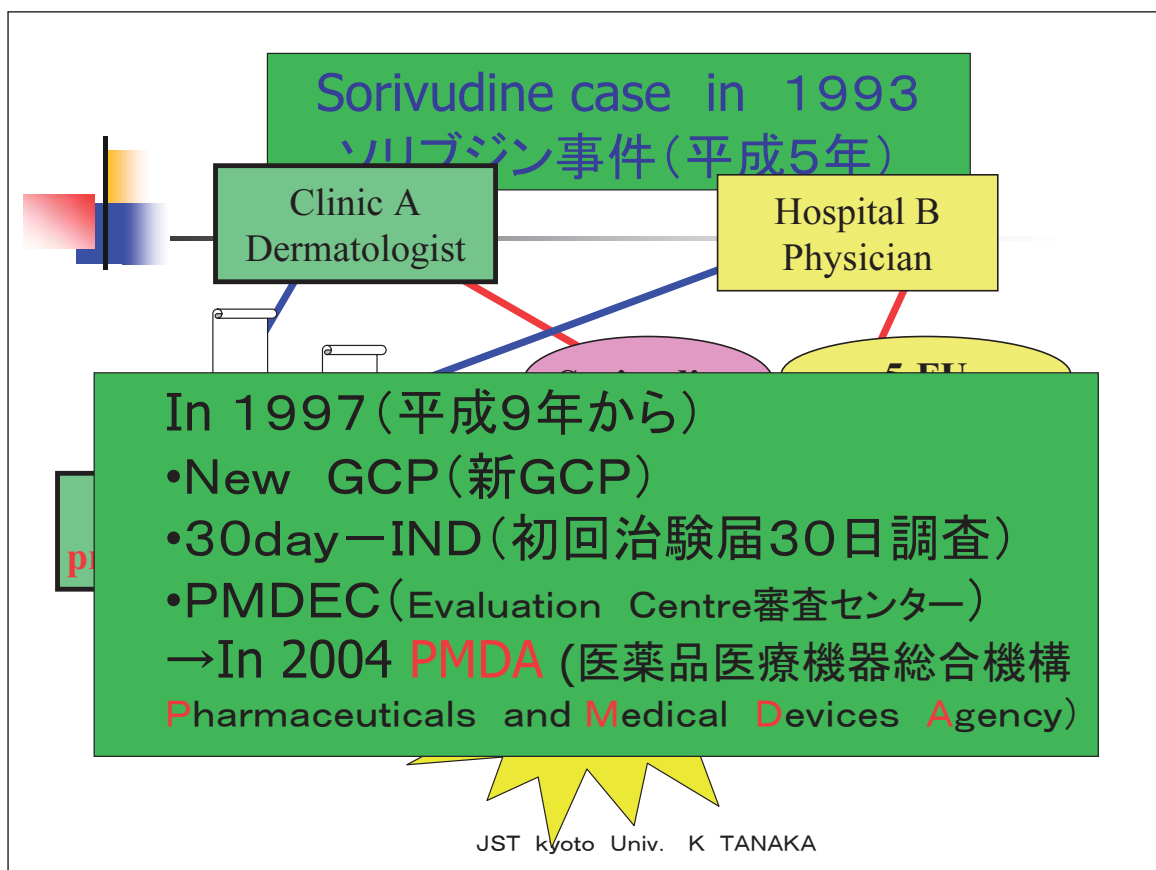 Sorivudine case in １９９３
ソリブジン事件（平成５年）
Clinic A
Dermatologist
Hospital B
Physician
5-FU
In １９９７（平成９年から）
•New GCP（新GCP）
•３０day－IND（初回治験届３０日調査）
•PMDEC（Evaluation Centre審査センター）
→In 2004 PMDA (医薬品医療機器総合機構
Pharmaceuticals and Medical Devices Agency）
JST kyoto Univ. K TANAKA